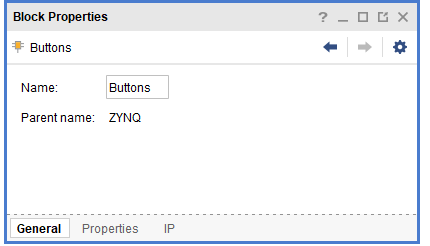 Block Properties
Buttons
Name: Buttons
Parent name: ZYNQ
General Properties IP